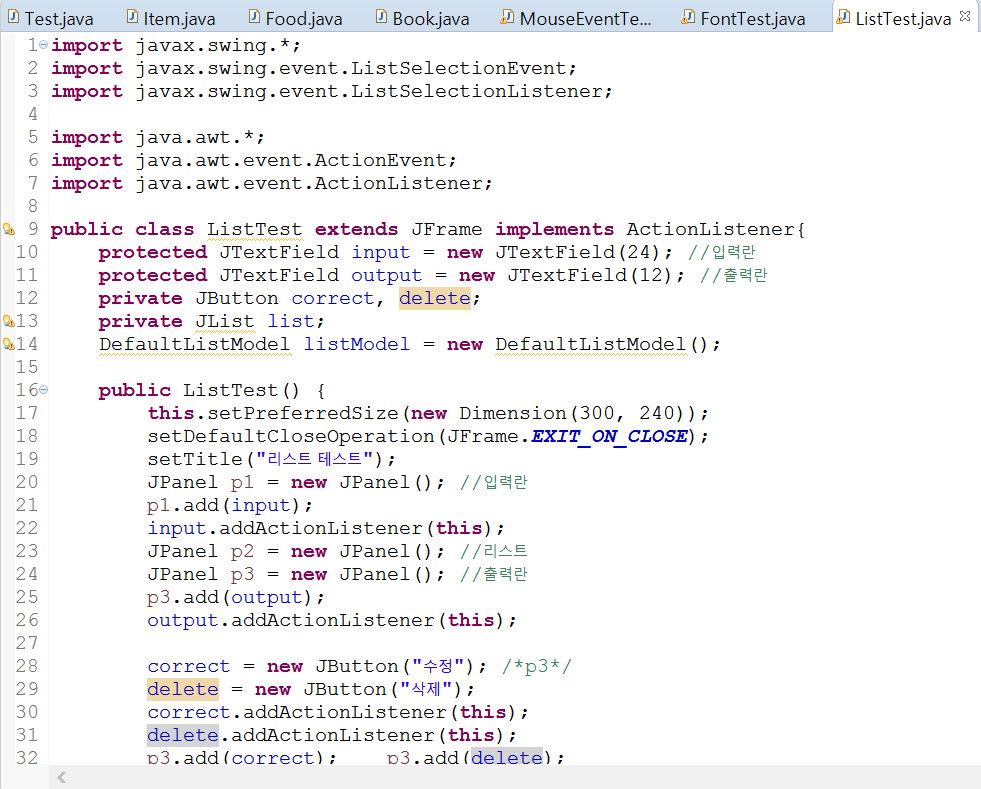 Test.java Item.java Food.java Book.java MouseEventTe... FontTest.java ListTest.java
1 import javax.swing.*;
2 import javax.swing.event.ListSelectionEvent;
3 import javax.swing.event.ListSelectionListener;
4
5 import java.awt.*;
6 import java.awt.event.ActionEvent;
7 import java.awt.event.ActionListener;
8
9 public class ListTest extends JFrame implements ActionListener{
10     protected JTextField input = new JTextField(24); //입력란
11     protected JTextField output = new JTextField(12); //출력란
12     private JButton correct, delete;
13     private JList list;
14     DefaultListModel listModel = new DefaultListModel();
15
16     public ListTest() {
17         this.setPreferredSize(new Dimension(300, 240));
18         setDefaultCloseOperation(JFrame.EXIT_ON_CLOSE);
19         setTitle("리스트 테스트");
20         JPanel p1 = new JPanel(); //입력란
21         p1.add(input);
22         input.addActionListener(this);
23         JPanel p2 = new JPanel(); //리스트
24         JPanel p3 = new JPanel(); //출력란
25         p3.add(output);
26         output.addActionListener(this);
27
28         correct = new JButton("수정"); /*p3*/
29         delete = new JButton("삭제");
30         correct.addActionListener(this);
31         delete.addActionListener(this);
32         p3.add(correct);    p3.add(delete);